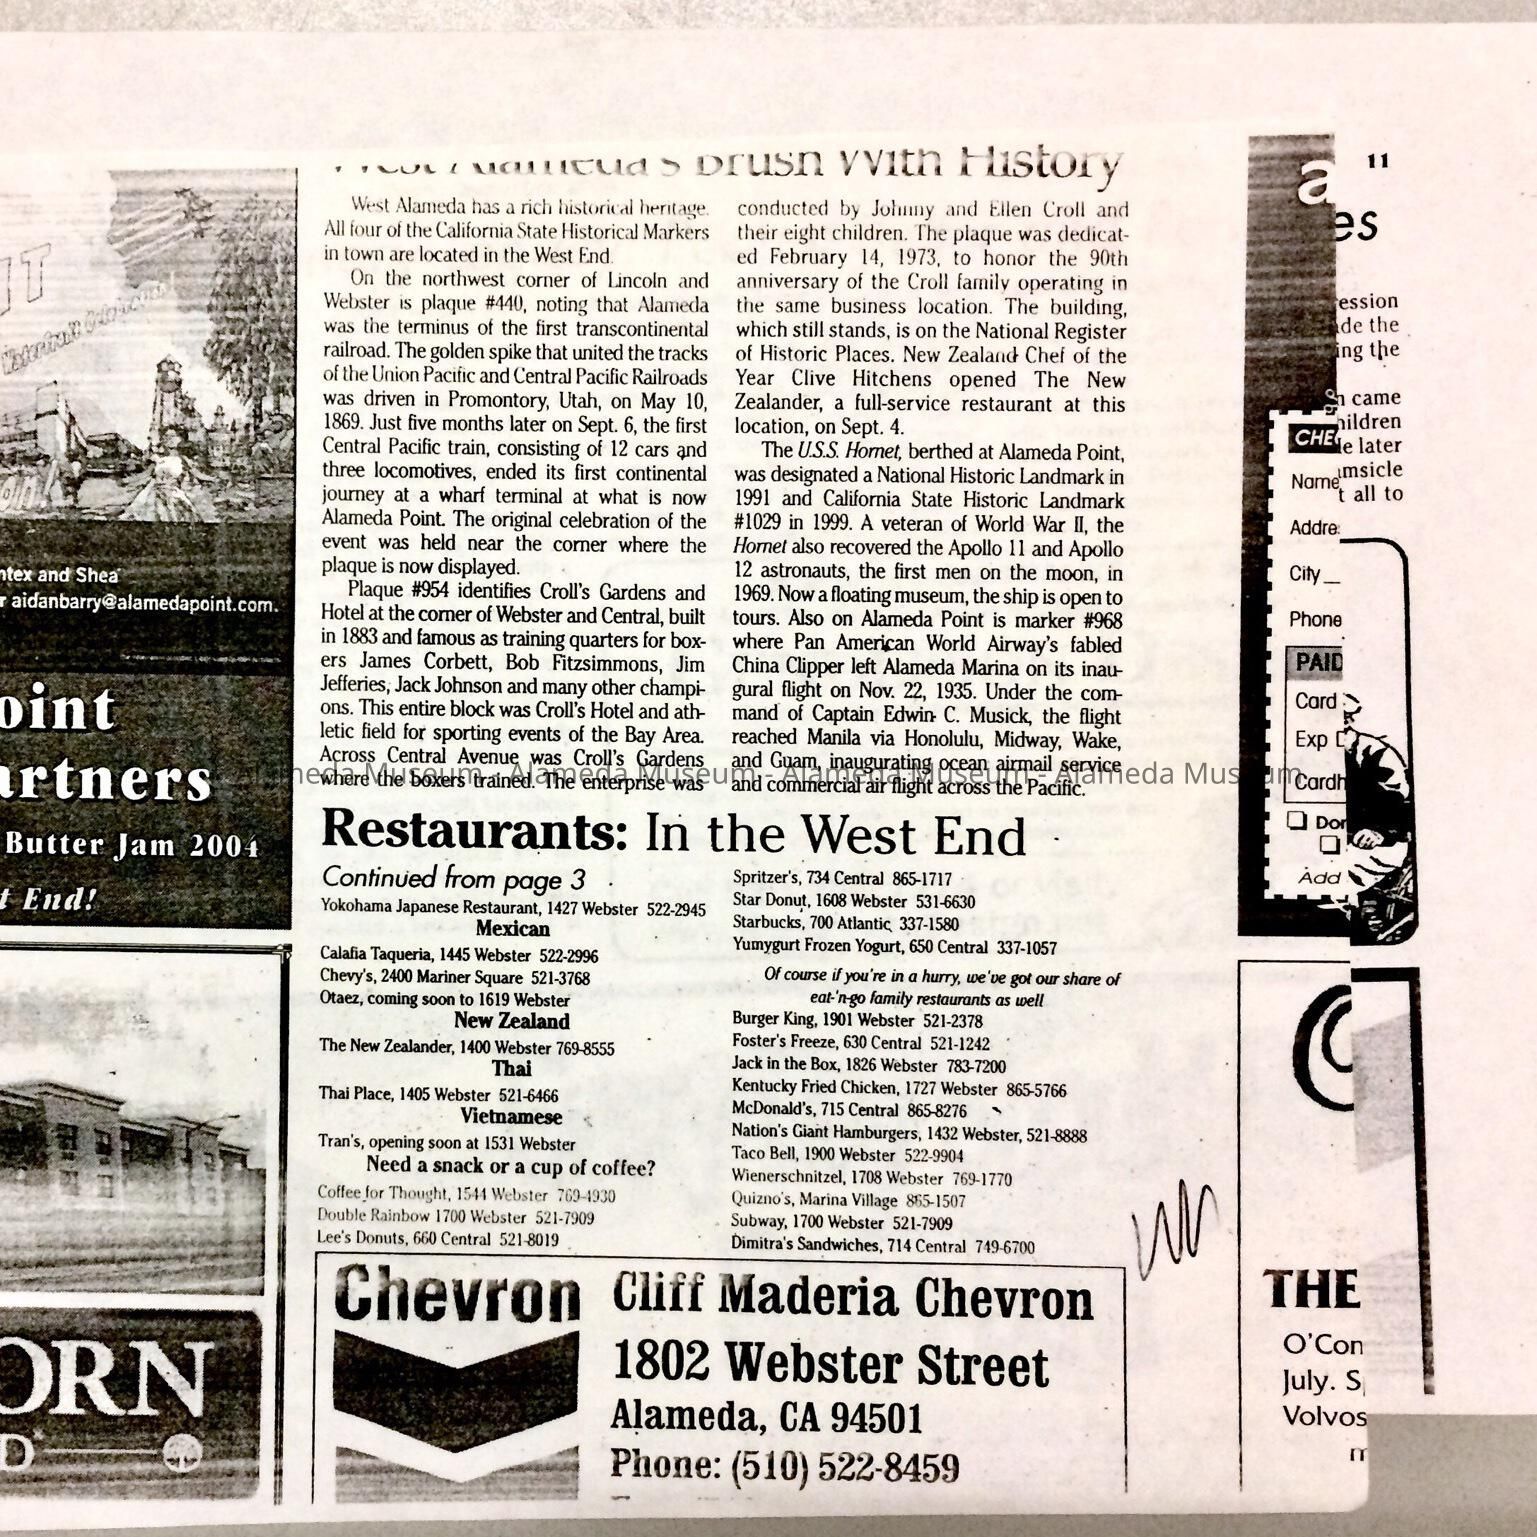 West Alameda's Brush With History
West Alameda has a rich historical heritage.
All four of the California State Historical Markers
in town are located in the West End.
On the northwest corner of Lincoln and
Webster is plaque #440, noting that Alameda
was the terminus of the first transcontinental
railroad. The golden spike that united the tracks
of the Union Pacific and Central Pacific Railroads
was driven in Promontory, Utah, on May 10,
1869. Just five months later on Sept. 6, the first
Central Pacific train, consisting of 12 cars and
three locomotives, ended its first continental
journey at a wharf terminal at what is now
Alameda Point. The original celebration of the
event was held near the corner where the
plaque is now displayed.
Plaque #954 identifies Croll's Gardens and
Hotel at the corner of Webster and Central, built
in 1883 and famous as training quarters for box-
ers James Corbett, Bob Fitzsimmons, Jim
Jefferies, Jack Johnson and many other champi-
ons. This entire block was Croll's Hotel and ath-
letic field for sporting events of the Bay Area.
Across Central Avenue was Croll's Gardens
where the boxers trained. The enterprise was
conducted by Johnny and Ellen Croll and
their eight children. The plaque was dedicat-
ed February 14, 1973, to honor the 90th
anniversary of the Croll family operating in
the same business location. The building,
which still stands, is on the National Register
of Historic Places. New Zealand Chef of the
Year Clive Hitchens opened The New
Zealander, a full-service restaurant at this
location, on Sept. 4.
The U.S.S. Hornet, berthed at Alameda Point,
was designated a National Historic Landmark in
1991 and California State Historic Landmark
#1029 in 1999. A veteran of World War II, the
Hornet also recovered the Apollo 11 and Apollo
12 astronauts, the first men on the moon, in
1969. Now a floating museum, the ship is open to
tours. Also on Alameda Point is marker #968
where Pan American World Airway's fabled
China Clipper left Alameda Marina on its inau-
gural flight on Nov. 22, 1935. Under the com-
mand of Captain Edwin C. Musick, the flight
reached Manila via Honolulu, Midway, Wake,
and Guam, inaugurating ocean airmail service
and commercial air flight across the Pacific.
Alameda Museum - Alameda Museum - Alameda Museum - Alameda Museum
Restaurants: In the West End
Continued from page 3
Yokohama Japanese Restaurant, 1427 Webster 522-2945
Mexican
Calafia Taqueria, 1445 Webster 522-2996
Chevy's, 2400 Mariner Square 521-3768
Otaez, coming soon to 1619 Webster
New Zealand
The New Zealander, 1400 Webster 769-8555
Thai
Thai Place, 1405 Webster 521-6466
Vietnamese
Tran's, opening soon at 1531 Webster
Need a snack or a cup of coffee?
Coffee for Thought, 1544 Webster 769-4930
Double Rainbow 1700 Webster 521-7909
Lee's Donuts, 660 Central 521-8019
Spritzer's, 734 Central 865-1717
Star Donut, 1608 Webster 531-6630
Starbucks, 700 Atlantic 337-1580
Yumygurt Frozen Yogurt, 650 Central 337-1057
Of course if you're in a hurry, we've got our share of
eat-'n-go family restaurants as well
Burger King, 1901 Webster 521-2378
Foster's Freeze, 630 Central 521-1242
Jack in the Box, 1826 Webster 783-7200
Kentucky Fried Chicken, 1727 Webster 865-5766
McDonald's, 715 Central 865-8276
Nation's Giant Hamburgers, 1432 Webster, 521-8888
Taco Bell, 1900 Webster 522-9904
Wienerschnitzel, 1708 Webster 769-1770
Quizno's, Marina Village 865-1507
Subway, 1700 Webster 521-7909
Dimitra's Sandwiches, 714 Central 749-6700
Chevron
Cliff Maderia Chevron
1802 Webster Street
Alameda, CA 94501
Phone: (510) 522-8459
ntex and Shea
r aidanbarry@alamedapoint.com.
oint
artners
Butter Jam 2004
t End!
ORN
D
a
11
es
ession
de the
ing the
n came
hildren
le later
msicle
t all to
CHE
Name
Addre
City
Phone
PAID
Card
Exp D
Cardh
Don
Add
THE
O'Con
July. S
Volvos